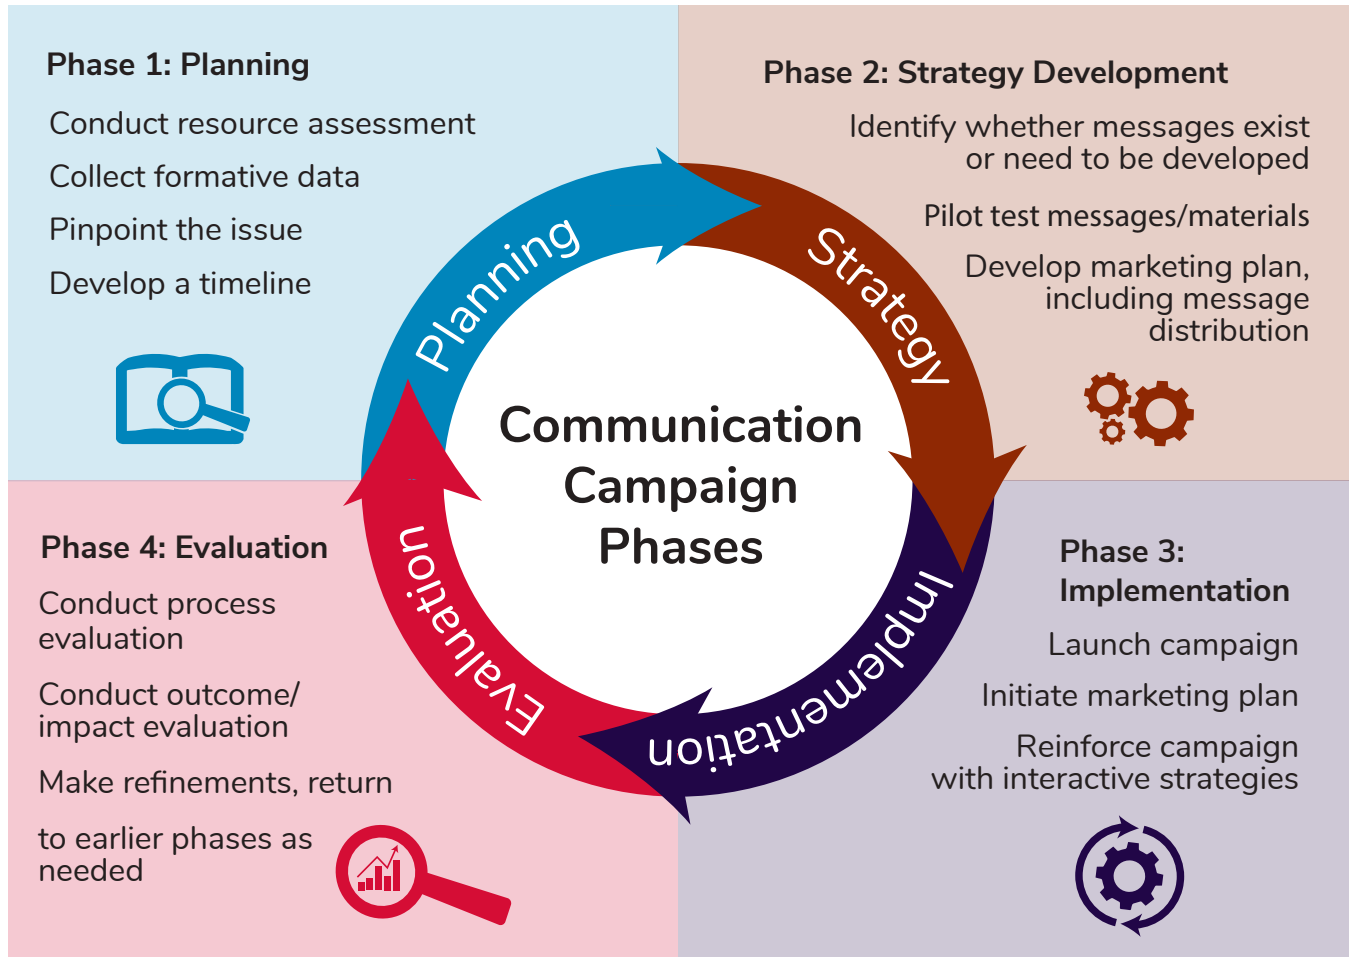 Phase 1: Planning
Conduct resource assessment
Collect formative data
Pinpoint the issue
Develop a timeline
Phase 2: Strategy Development
Identify whether messages exist
or need to be developed
Pilot test messages/materials
Develop marketing plan,
including message
distribution
Planning
Strategy
Implementation
Evaluation
Communication
Campaign
Phases
Phase 3:
Implementation
Launch campaign
Initiate marketing plan
Reinforce campaign
with interactive strategies
Phase 4: Evaluation
Conduct process
evaluation
Conduct outcome/
impact evaluation
Make refinements, return
to earlier phases as
needed